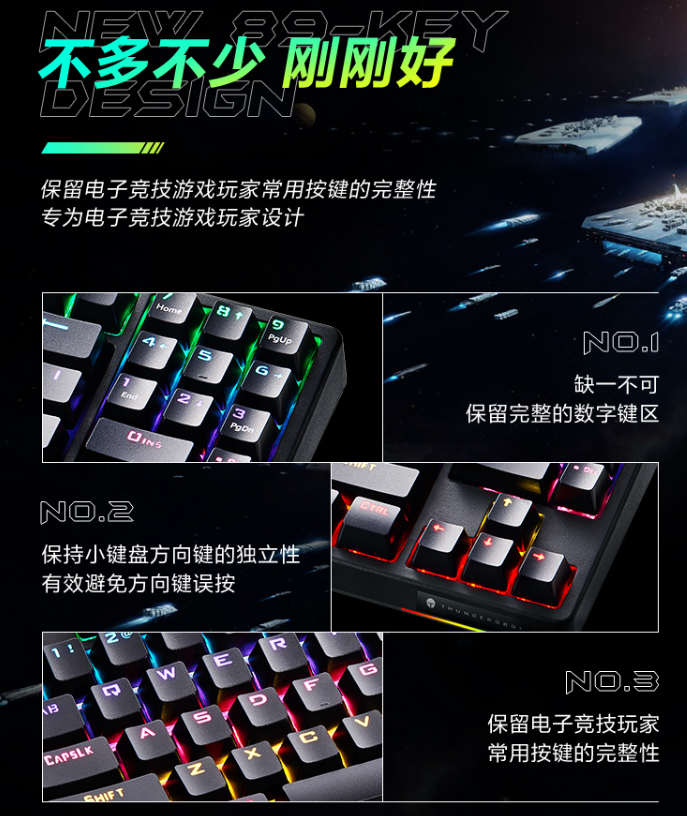 NEW 89-KEY
不多不少 刚刚好
DESIGN
保留电子竞技游戏玩家常用按键的完整性
专为电子竞技游戏玩家设计
7 Home 8 9 PgUp
4 5 6
1 End 2 3 PgDn
0 INS
NO.1
缺一不可
保留完整的数字键区
NO.2
保持小键盘方向键的独立性
有效避免方向键误按
CTRL
THUNDEROBOT
1 ! 2 @
Q W E R
A S D F G
CAPSLK
Z X C V
SHIFT
NO.3
保留电子竞技玩家
常用按键的完整性